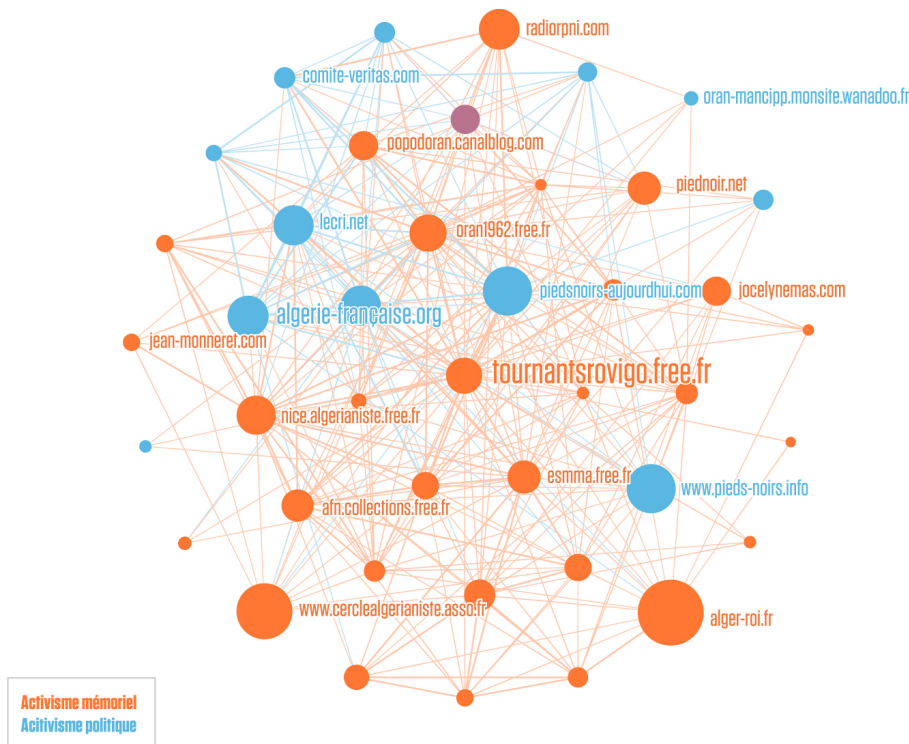 radiorpni.com
comite-veritas.com
oran-mancipp.monsite.wanadoo.fr
popodoran.canalblog.com
piednoir.net
lecri.net
oran1962.free.fr
piedsnoirs-aujourdhui.com
jocelynemas.com
algerie-française.org
jean-monneret.com
tournantsrovigo.free.fr
nice.algerianiste.free.fr
esmma.free.fr
www.pieds-noirs.info
afn.collections.free.fr
www.cerclealgerianiste.asso.fr
alger-roi.fr
Activisme mémoriel
Acitivisme politique